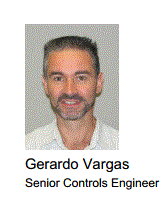 Gerardo Vargas
Senior Controls Engineer